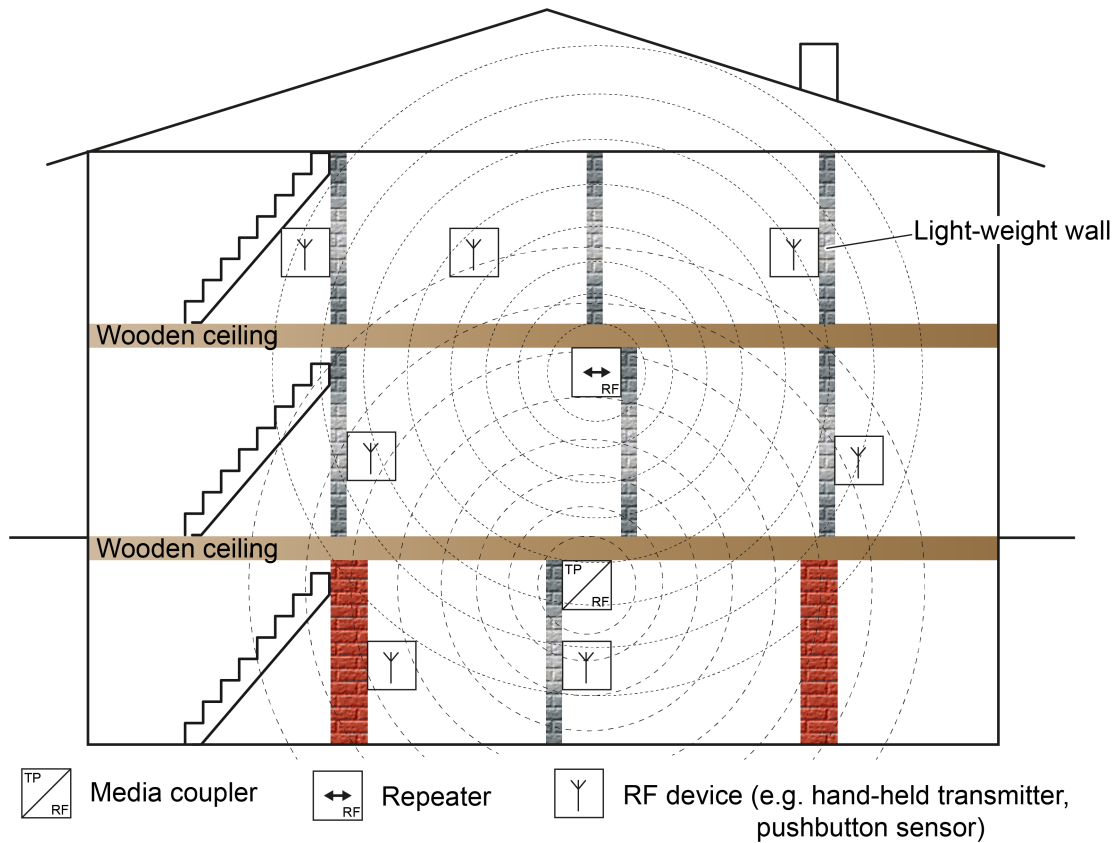 Light-weight wall
Wooden ceiling
RF
Wooden ceiling
TP
RF
TP
RF
Media coupler
RF
Repeater
RF device (e.g. hand-held transmitter,
pushbutton sensor)